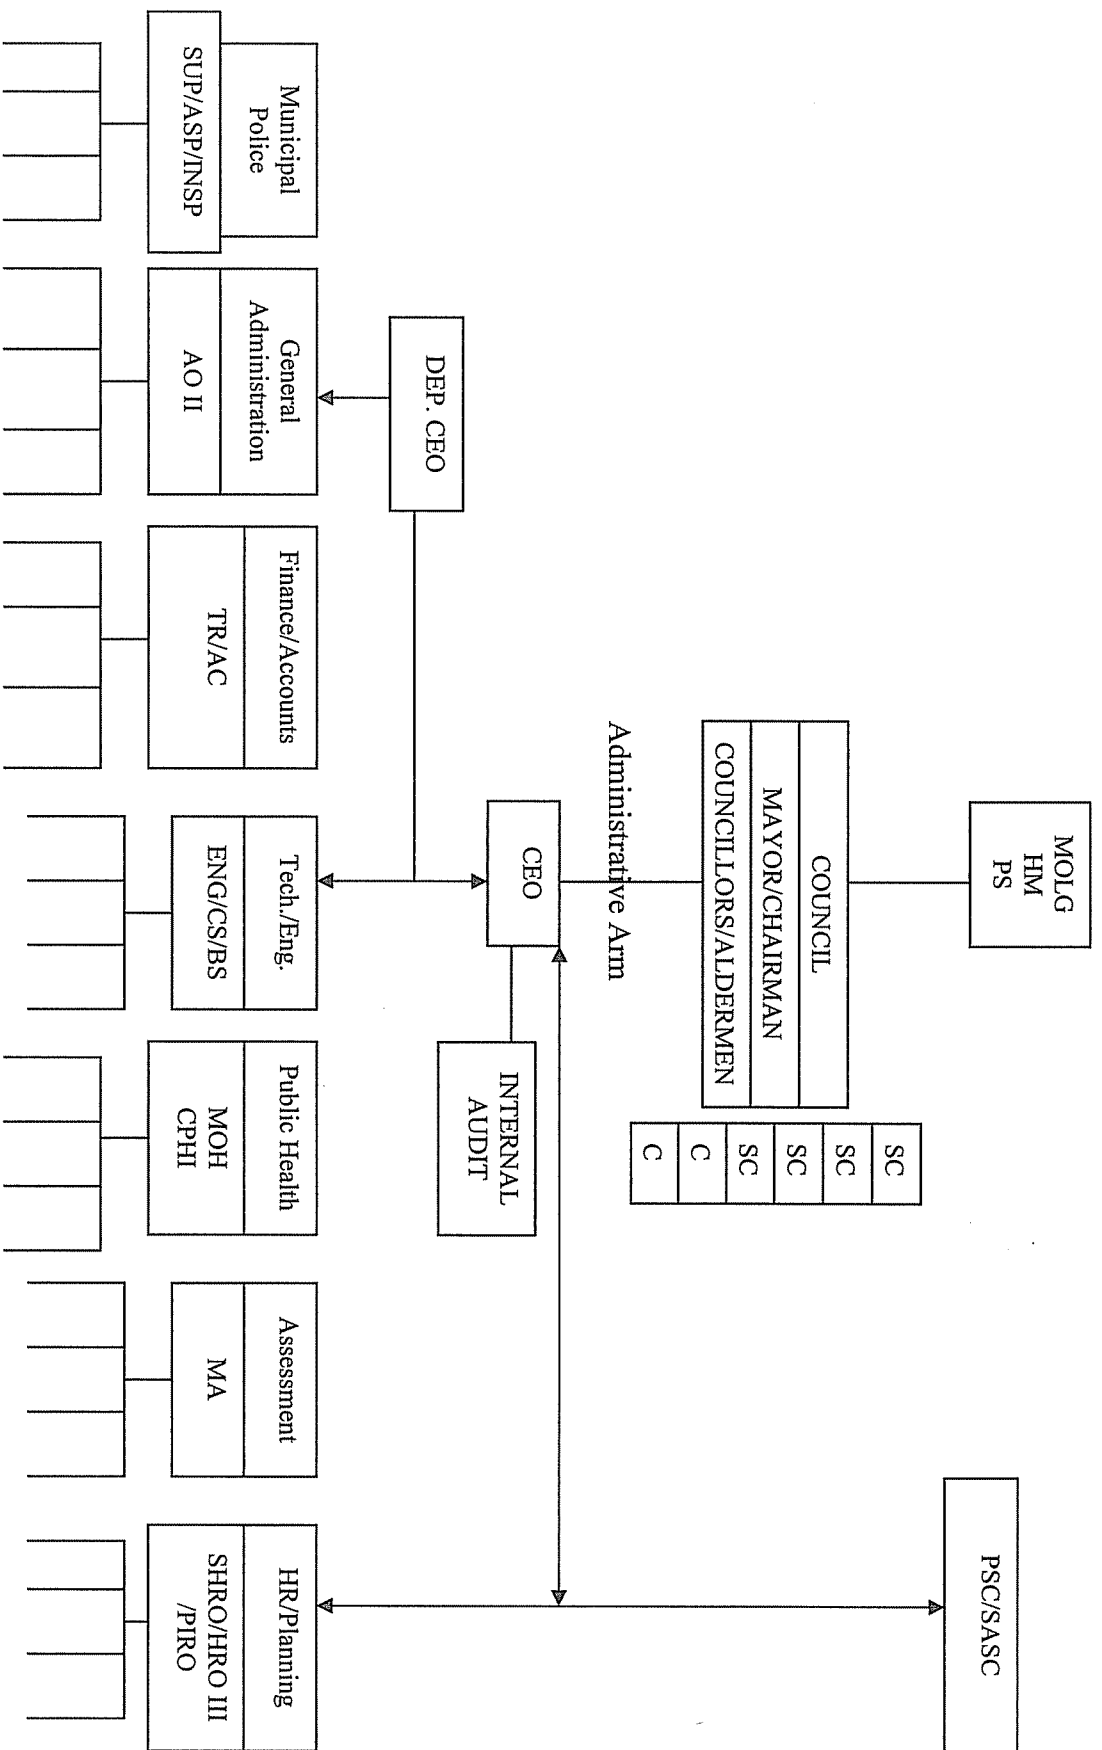 MOLG
HM
PS
PSC/SASC
COUNCIL
MAYOR/CHAIRMAN
COUNCILLORS/ALDERMEN
SC
SC
SC
SC
C
C
Administrative Arm
CEO
INTERNAL
AUDIT
DEP. CEO
Municipal
Police
SUP/ASP/INSP
General
Administration
AO II
Finance/Accounts
TR/AC
Tech./Eng.
ENG/CS/BS
Public Health
MOH
CPHI
Assessment
MA
HR/Planning
SHRO/HRO III
/PIRO